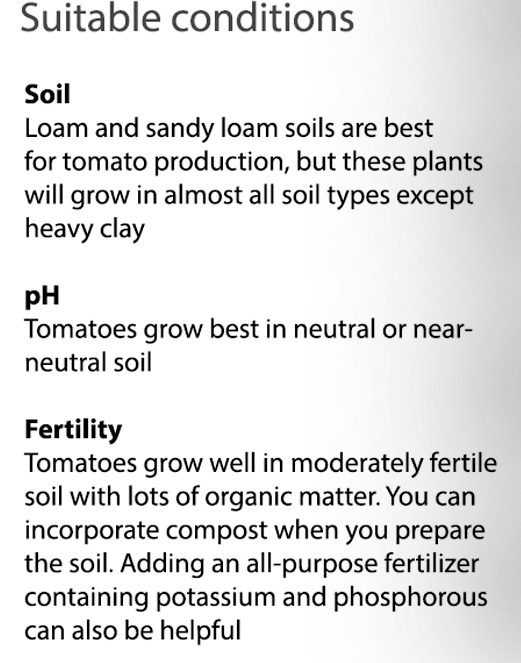 Suitable conditions
Soil
Loam and sandy loam soils are best
for tomato production, but these plants
will grow in almost all soil types except
heavy clay
pH
Tomatoes grow best in neutral or near-
neutral soil
Fertility
Tomatoes grow well in moderately fertile
soil with lots of organic matter. You can
incorporate compost when you prepare
the soil. Adding an all-purpose fertilizer
containing potassium and phosphorous
can also be helpful